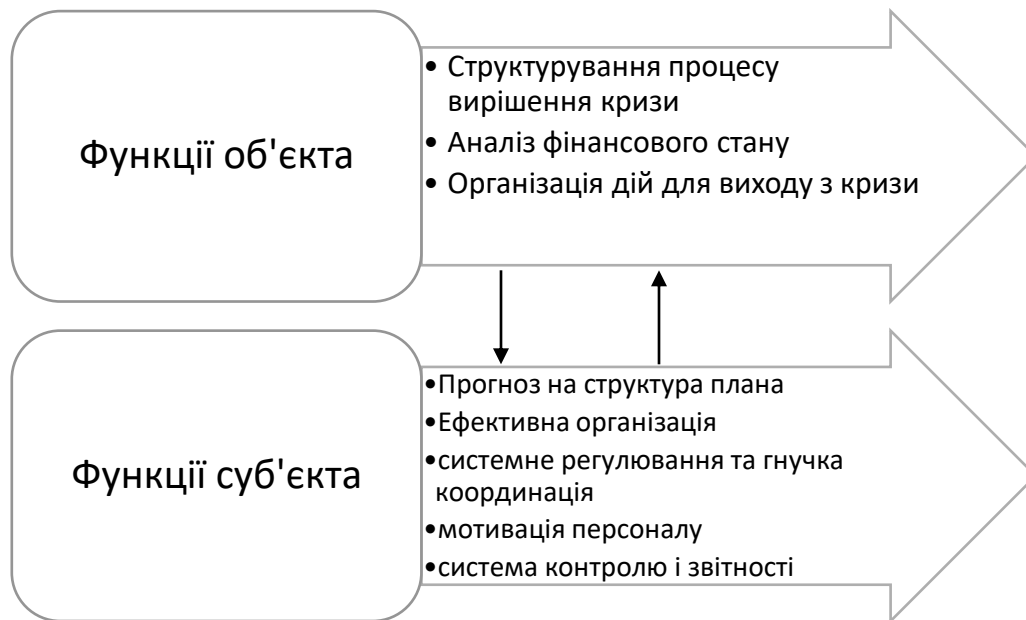 Функції об'єкта
• Структурування процесу
вирішення кризи
• Аналіз фінансового стану
• Організація дій для виходу з кризи
Функції суб'єкта
•Прогноз на структура плана
•Ефективна організація
•системне регулювання та гнучка
координація
•мотивація персоналу
•система контролю і звітності